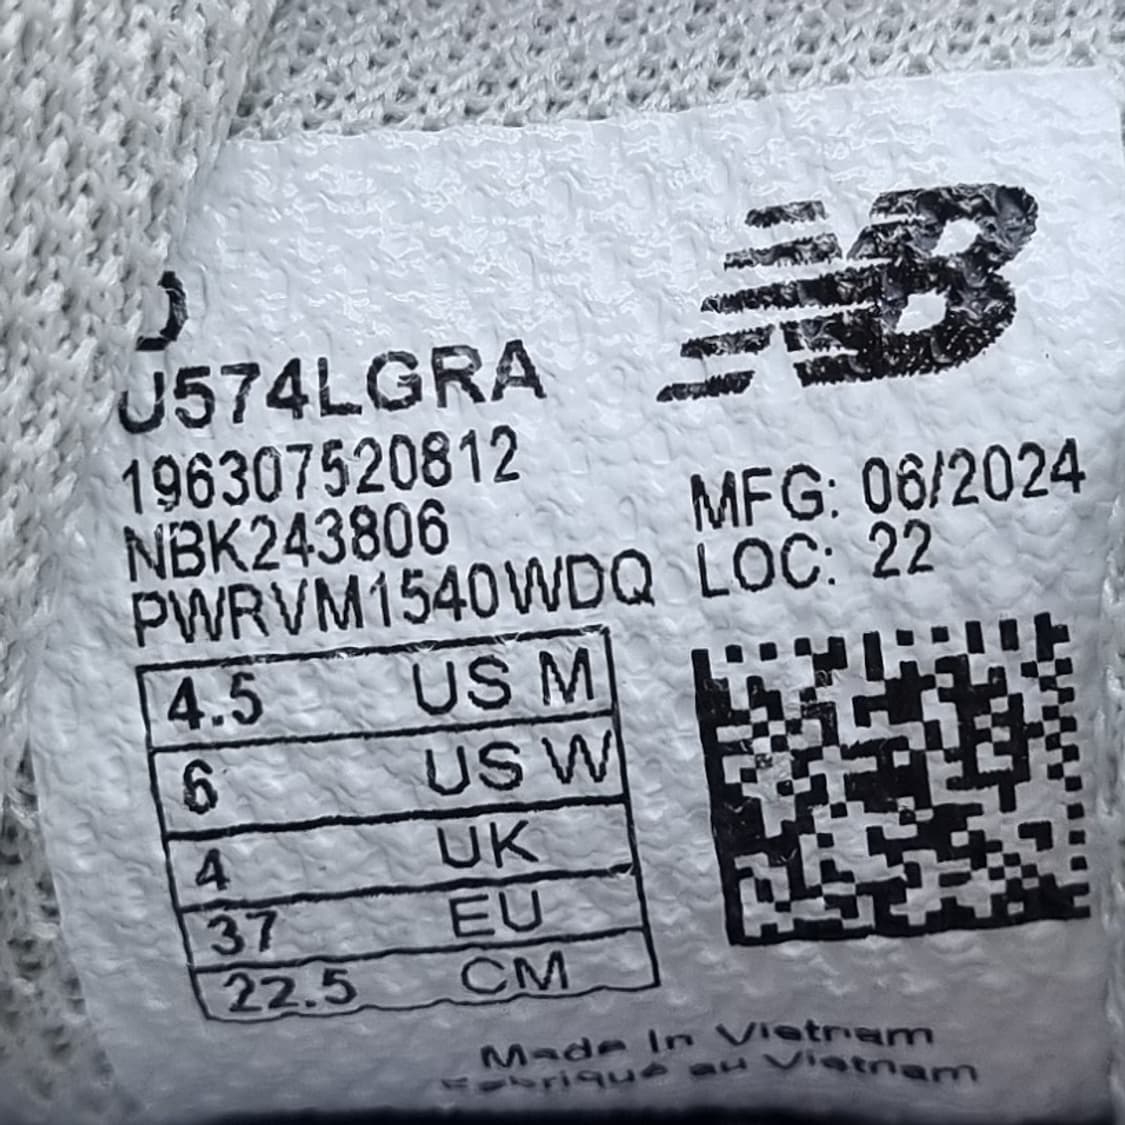 NB
D
U574LGRA
196307520812
NBK243806
PWRVM1540WDQ
MFG: 06/2024
LOC: 22
4.5 US M
6 US W
4 UK
37 EU
22.5 CM
Made In Vietnam
Fabriqué au Vietnam